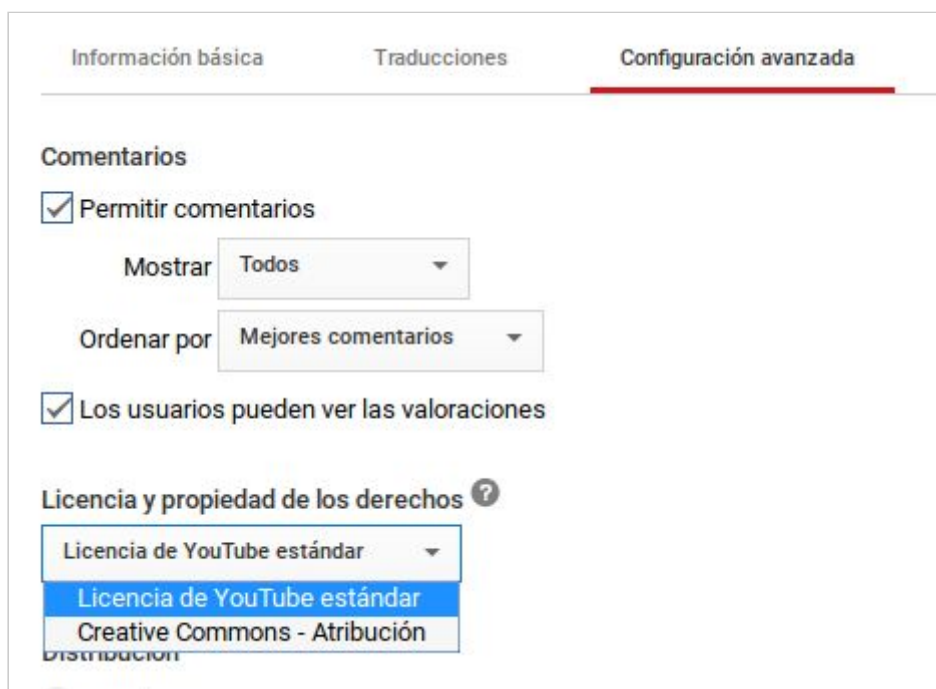 Información básica Traducciones Configuración avanzada
Comentarios
Permitir comentarios
Mostrar Todos
Ordenar por Mejores comentarios
Los usuarios pueden ver las valoraciones
Licencia y propiedad de los derechos ?
Licencia de YouTube estándar
Licencia de YouTube estándar
Creative Commons - Atribución
Distribución